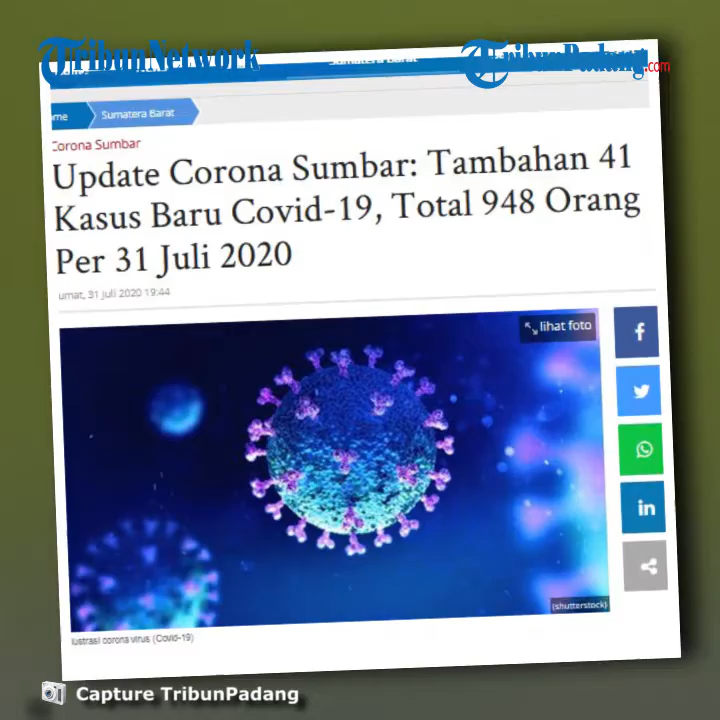 TribunNetwork
TribunPadang.com
Sumatera Barat
Sumatera Barat
Corona Sumbar
Update Corona Sumbar: Tambahan 41
Kasus Baru Covid-19, Total 948 Orang
Per 31 Juli 2020
umat, 31 Juli 2020 19:44
lihat foto
(shutterstock)
lustrasi corona virus (Covid-19)
Capture TribunPadang